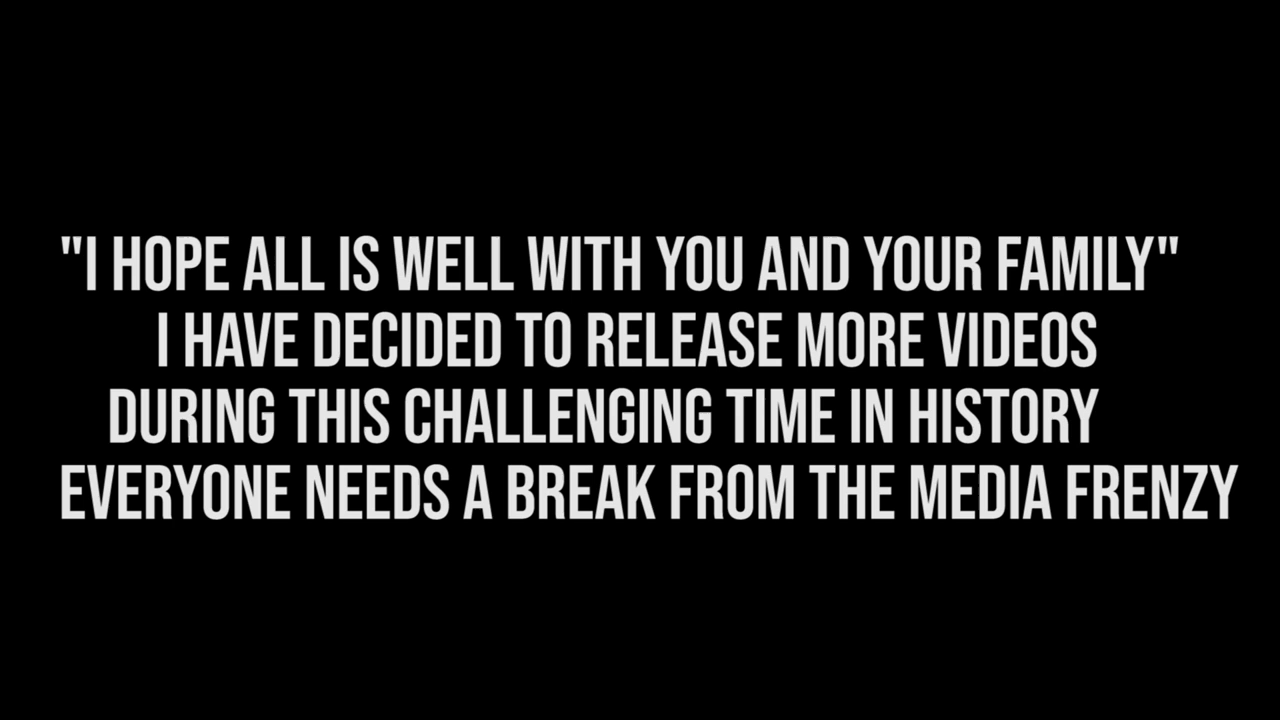 "I HOPE ALL IS WELL WITH YOU AND YOUR FAMILY"
I HAVE DECIDED TO RELEASE MORE VIDEOS
DURING THIS CHALLENGING TIME IN HISTORY
EVERYONE NEEDS A BREAK FROM THE MEDIA FRENZY